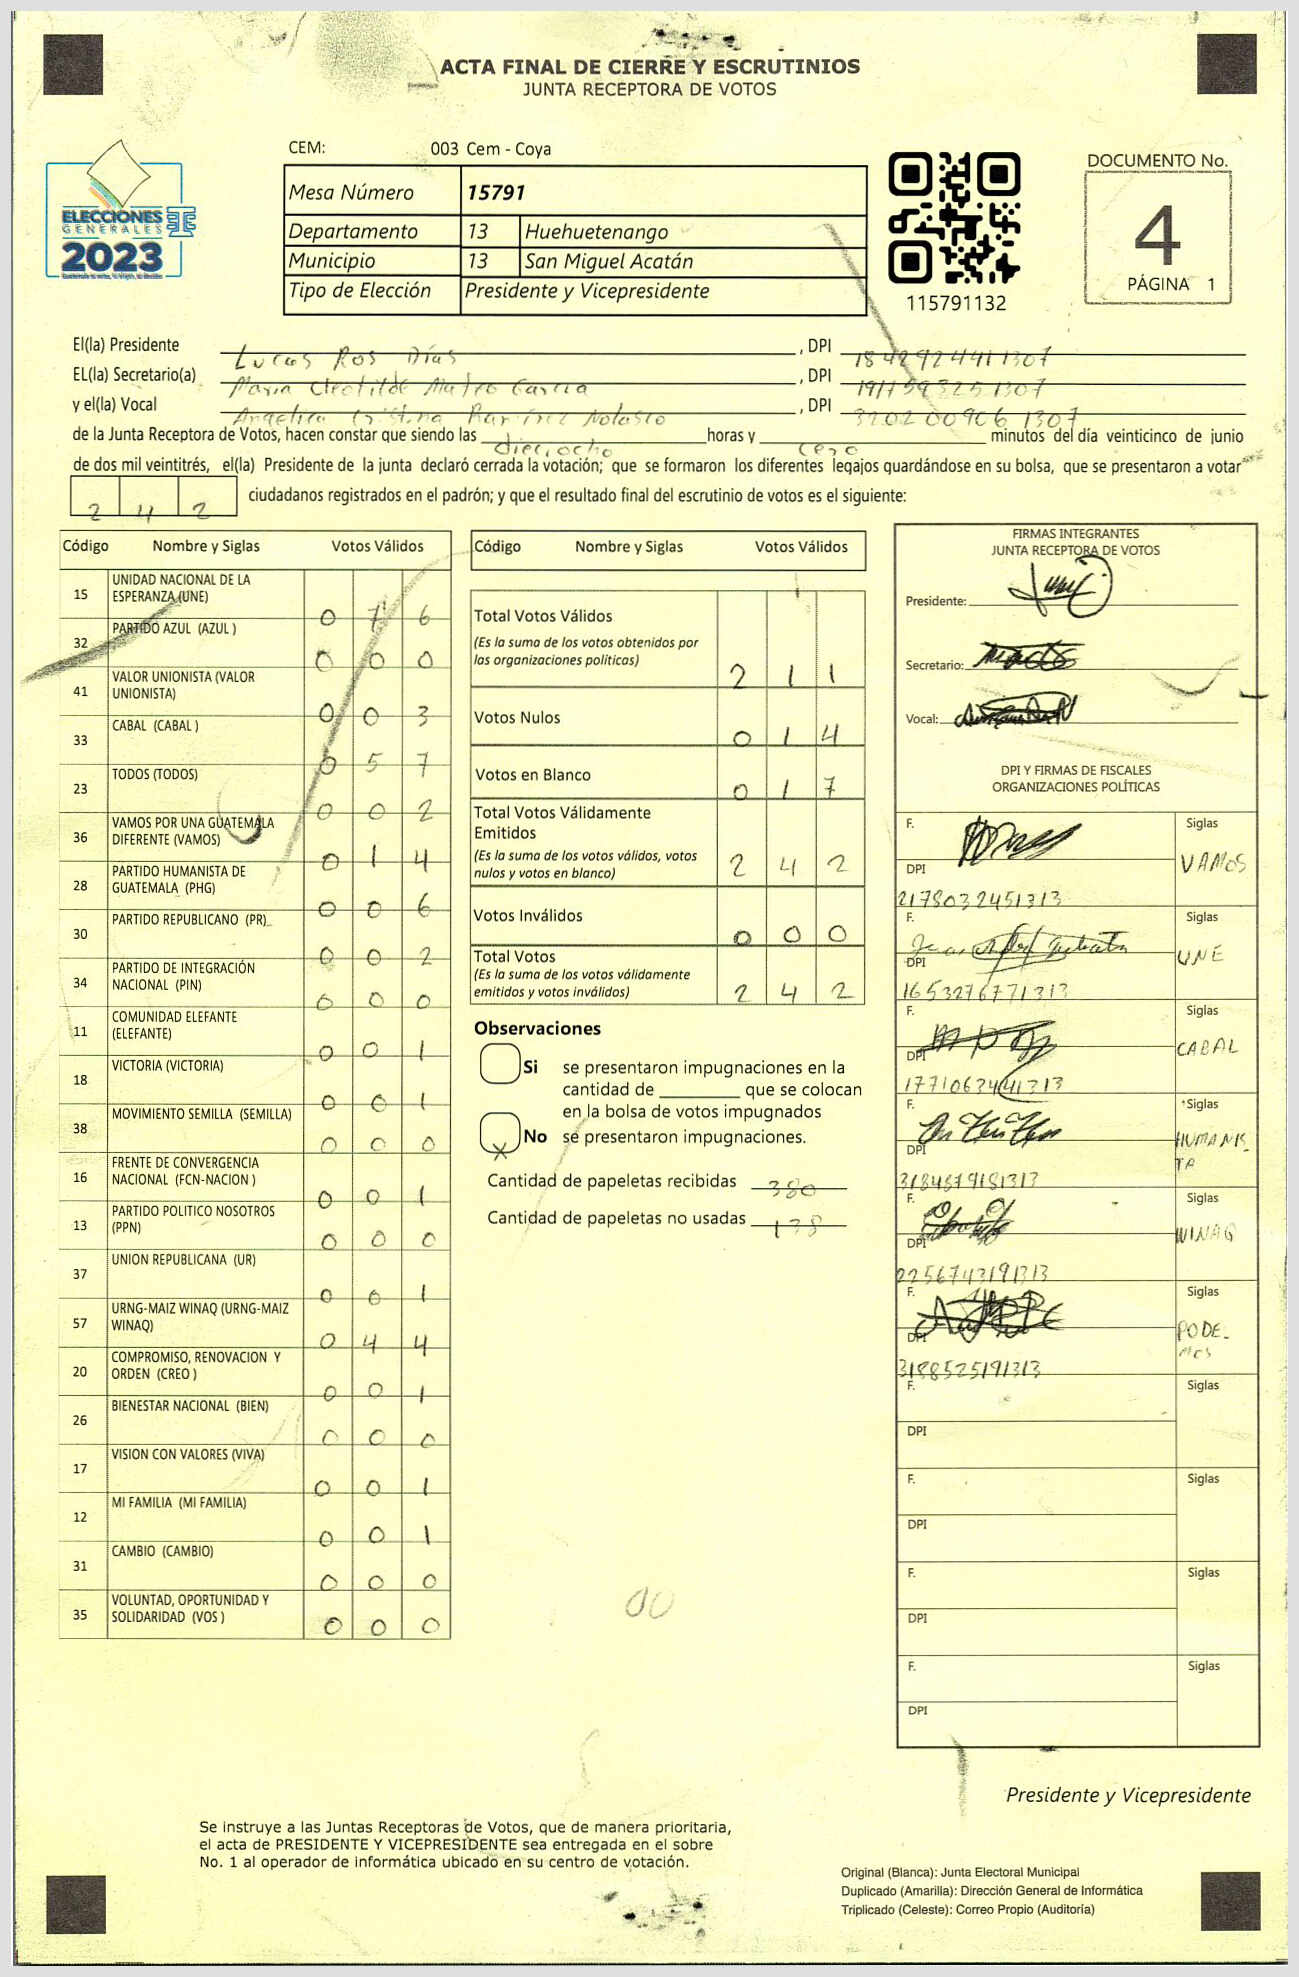 ACTA FINAL DE CIERRE Y ESCRUTINIOS
JUNTA RECEPTORA DE VOTOS
CEM: 003 Cem - Coya
Mesa Número 15791
Departamento 13 Huehuetenango
Municipio 13 San Miguel Acatán
Tipo de Elección Presidente y Vicepresidente
ELECCIONES
GENERALES
2023
115791132
DOCUMENTO No.
4
PÁGINA 1
El(la) Presidente Lucas Ros Días, DPI 1842924411307
EL(la) Secretario(a) María Cleotilde Mateo García, DPI 1911593251307
y el(la) Vocal Angelica Cristina Ramírez Nolasco, DPI 3202009061307
de la Junta Receptora de Votos, hacen constar que siendo las dieciocho horas y cero minutos del día veinticinco de junio
de dos mil veintitrés, el(la) Presidente de la junta declaró cerrada la votación; que se formaron los diferentes legajos guardándose en su bolsa, que se presentaron a votar
242 ciudadanos registrados en el padrón; y que el resultado final del escrutinio de votos es el siguiente:
Código Nombre y Siglas Votos Válidos
15 UNIDAD NACIONAL DE LA ESPERANZA (UNE) 0 7 6
32 PARTIDO AZUL (AZUL ) 0 0 0
41 VALOR UNIONISTA (VALOR UNIONISTA) 0 0 3
33 CABAL (CABAL ) 0 5 7
23 TODOS (TODOS) 0 0 2
36 VAMOS POR UNA GUATEMALA DIFERENTE (VAMOS) 0 1 4
28 PARTIDO HUMANISTA DE GUATEMALA (PHG) 0 0 6
30 PARTIDO REPUBLICANO (PR) 0 0 2
34 PARTIDO DE INTEGRACIÓN NACIONAL (PIN) 0 0 0
11 COMUNIDAD ELEFANTE (ELEFANTE) 0 0 1
18 VICTORIA (VICTORIA) 0 0 1
38 MOVIMIENTO SEMILLA (SEMILLA) 0 0 0
16 FRENTE DE CONVERGENCIA NACIONAL (FCN-NACION ) 0 0 1
13 PARTIDO POLITICO NOSOTROS (PPN) 0 0 0
37 UNION REPUBLICANA (UR) 0 0 1
57 URNG-MAIZ WINAQ (URNG-MAIZ WINAQ) 0 4 4
20 COMPROMISO, RENOVACION Y ORDEN (CREO ) 0 0 1
26 BIENESTAR NACIONAL (BIEN) 0 0 0
17 VISION CON VALORES (VIVA) 0 0 1
12 MI FAMILIA (MI FAMILIA) 0 0 1
31 CAMBIO (CAMBIO) 0 0 0
35 VOLUNTAD, OPORTUNIDAD Y SOLIDARIDAD (VOS ) 0 0 0
Código Nombre y Siglas Votos Válidos
Total Votos Válidos 2 1 1
(Es la suma de los votos obtenidos por
las organizaciones políticas)
Votos Nulos 0 1 4
Votos en Blanco 0 1 7
Total Votos Válidamente
Emitidos 2 4 2
(Es la suma de los votos válidos, votos
nulos y votos en blanco)
Votos Inválidos 0 0 0
Total Votos 2 4 2
(Es la suma de los votos válidamente
emitidos y votos inválidos)
Observaciones
Si se presentaron impugnaciones en la
cantidad de ________ que se colocan
en la bolsa de votos impugnados
X No se presentaron impugnaciones.
Cantidad de papeletas recibidas 380
Cantidad de papeletas no usadas 138
00
FIRMAS INTEGRANTES
JUNTA RECEPTORA DE VOTOS
Presidente:
Secretario:
Vocal:
DPI Y FIRMAS DE FISCALES
ORGANIZACIONES POLÍTICAS
F. Siglas
DPI VAMOS
2178032451313
F. Siglas
DPI UNE
1653276771313
F. Siglas
DPI CABAL
1771063441313
F. Siglas
DPI HUMANIS-
TA
3184879181313
F. Siglas
DPI WINAQ
2256743191313
F. Siglas
DPI PODE-
MOS
3188525191313
F. Siglas
DPI
F. Siglas
DPI
F. Siglas
DPI
F. Siglas
DPI
Presidente y Vicepresidente
Se instruye a las Juntas Receptoras de Votos, que de manera prioritaria,
el acta de PRESIDENTE Y VICEPRESIDENTE sea entregada en el sobre
No. 1 al operador de informática ubicado en su centro de votación.
Original (Blanca): Junta Electoral Municipal
Duplicado (Amarilla): Dirección General de Informática
Triplicado (Celeste): Correo Propio (Auditoría)